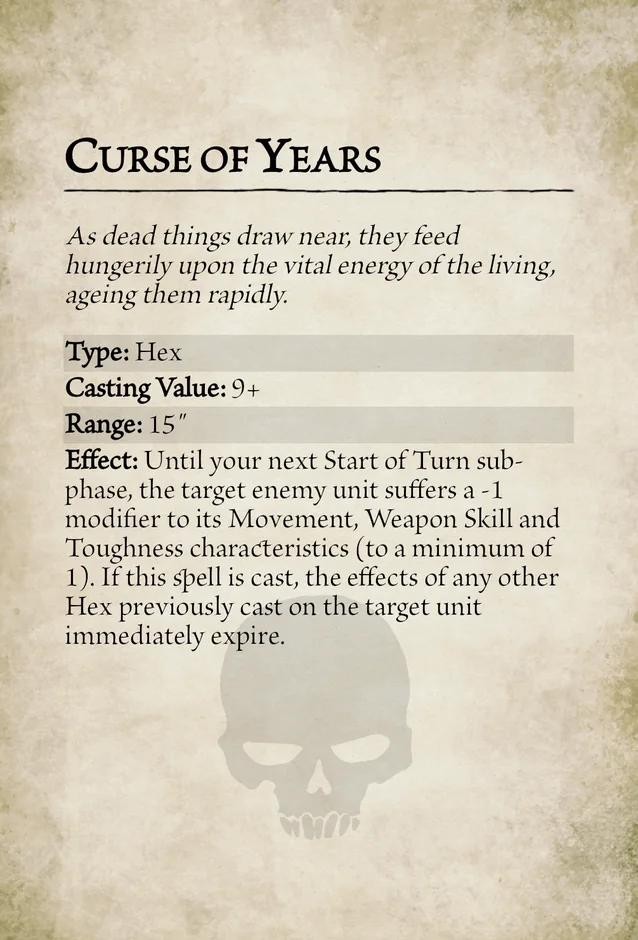 Curse of Years
As dead things draw near, they feed
hungerily upon the vital energy of the living,
ageing them rapidly.
Type: Hex
Casting Value: 9+
Range: 15"
Effect: Until your next Start of Turn sub-
phase, the target enemy unit suffers a -1
modifier to its Movement, Weapon Skill and
Toughness characteristics (to a minimum of
1). If this spell is cast, the effects of any other
Hex previously cast on the target unit
immediately expire.